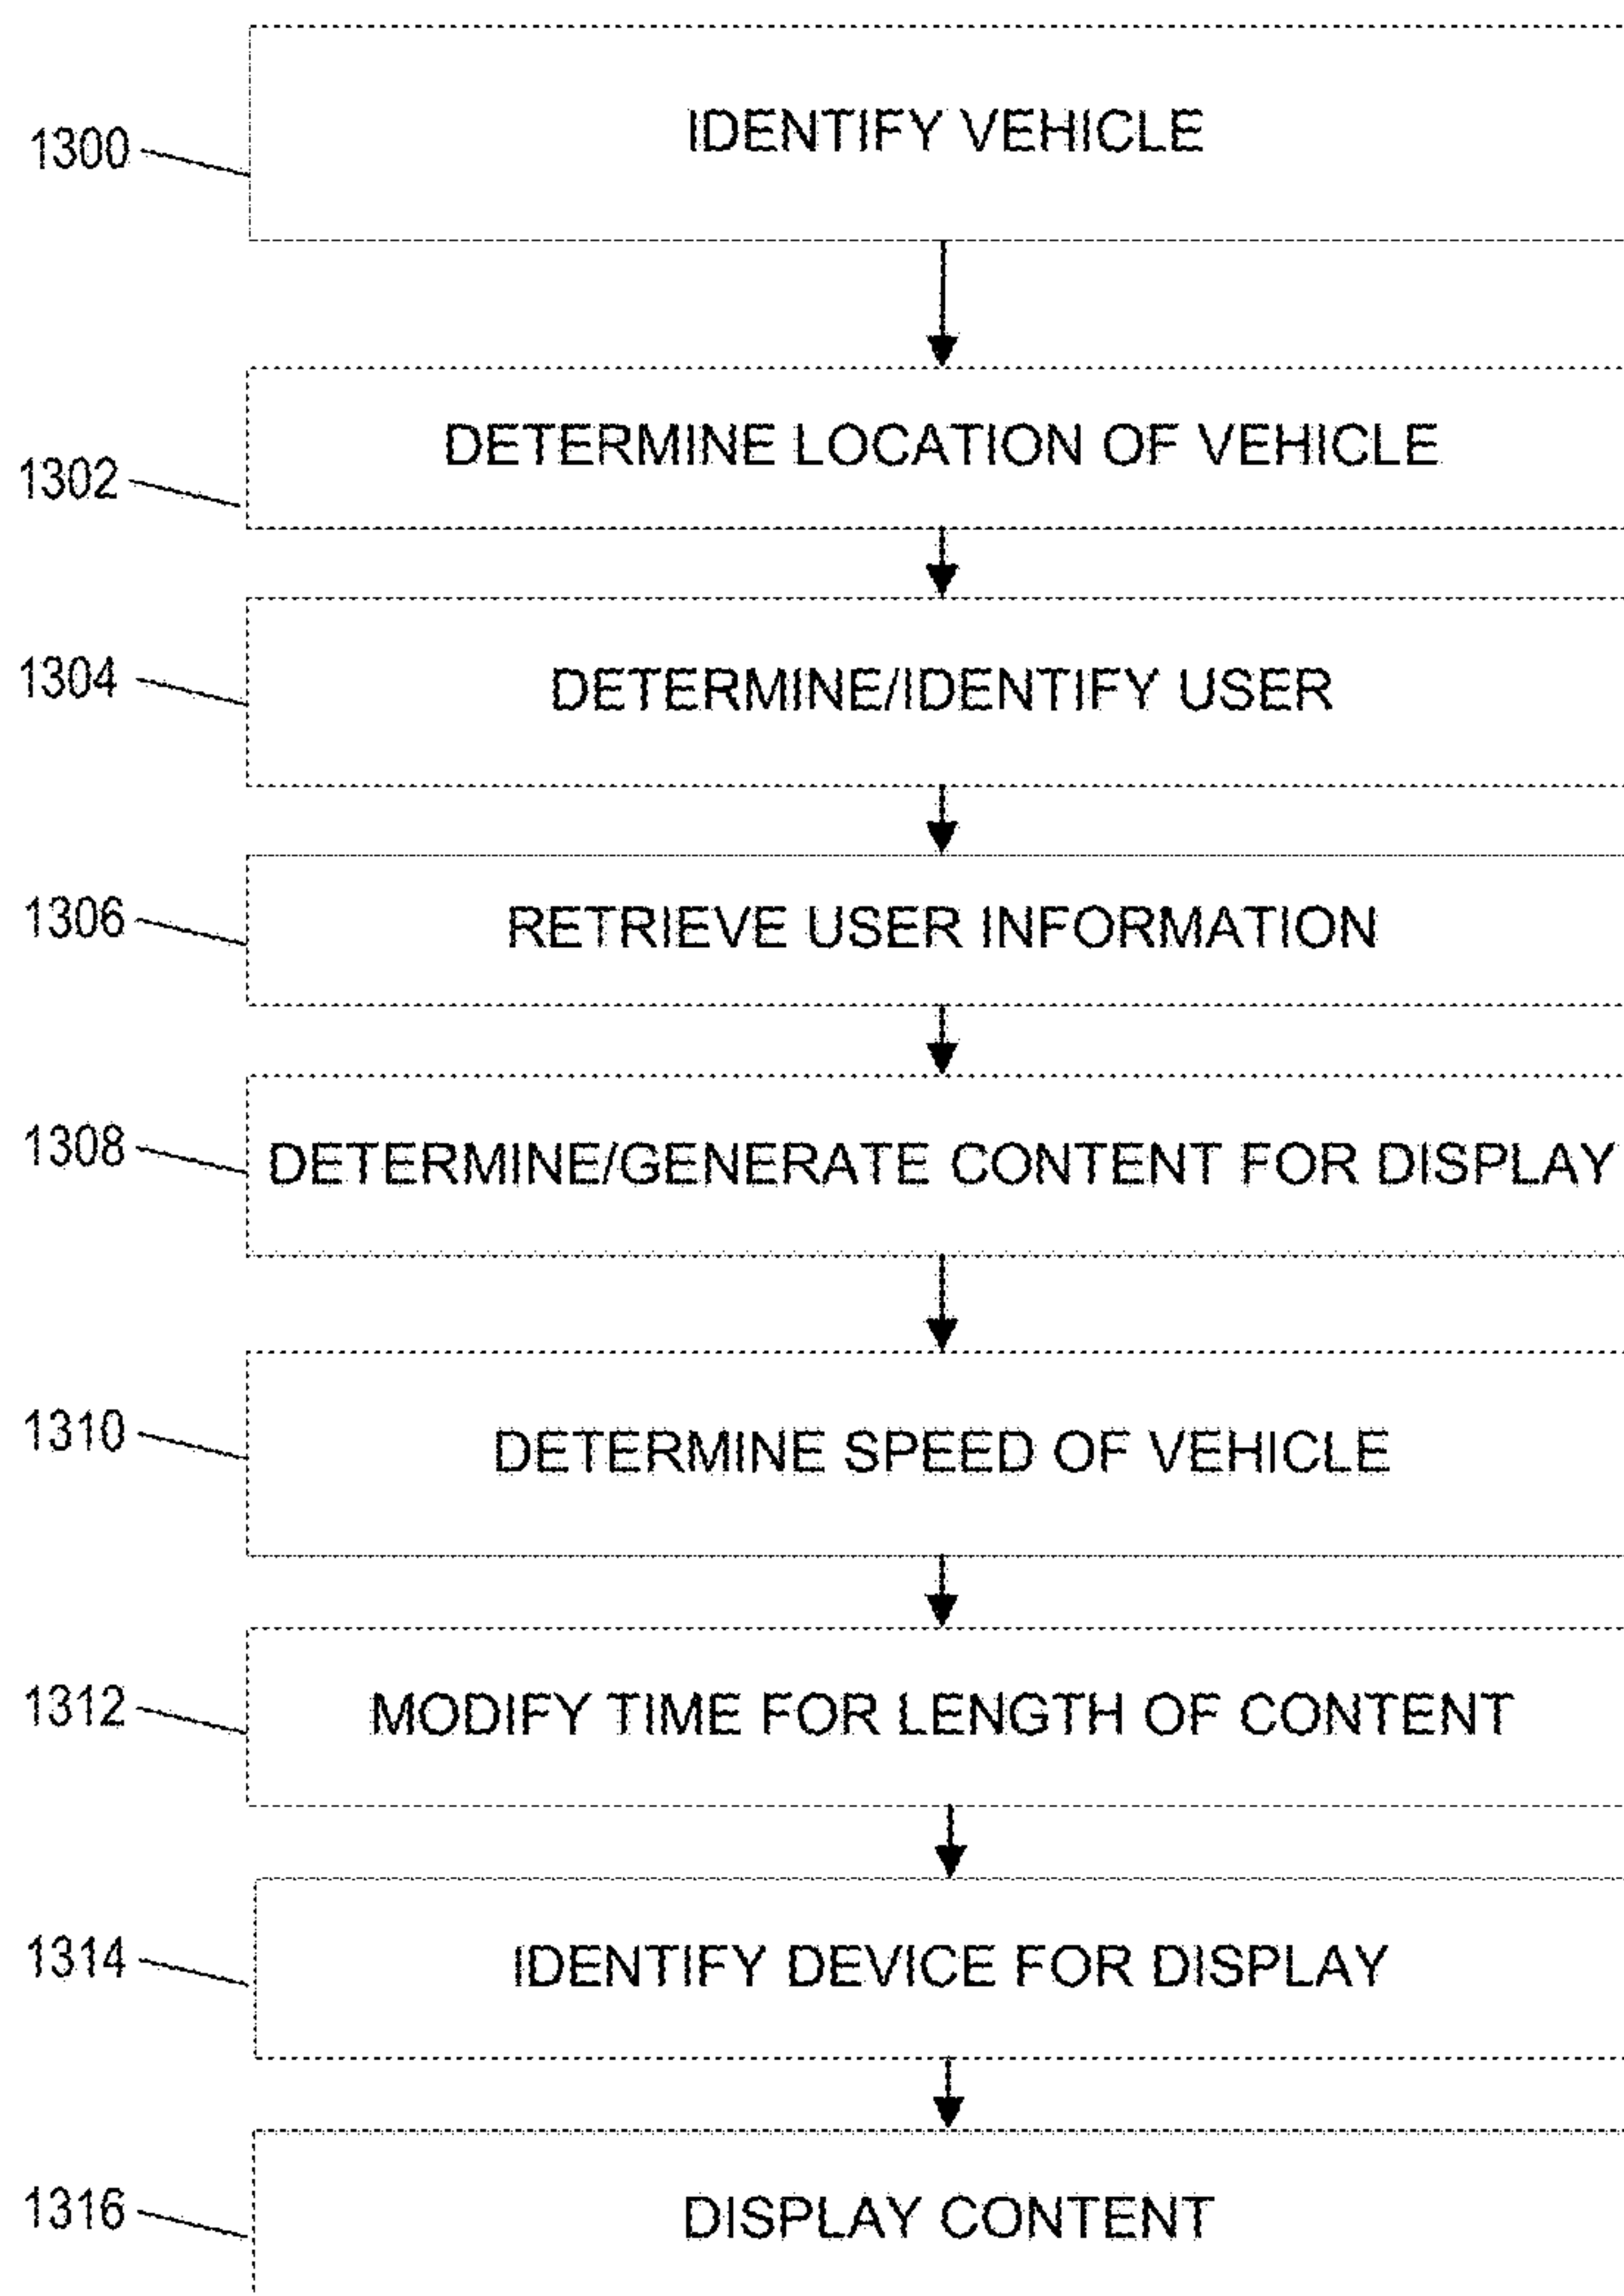 IDENTIFY VEHICLE
1300
DETERMINE LOCATION OF VEHICLE
1302
DETERMINE/IDENTIFY USER
1304
RETRIEVE USER INFORMATION
1306
DETERMINE/GENERATE CONTENT FOR DISPLAY
1308
DETERMINE SPEED OF VEHICLE
1310
MODIFY TIME FOR LENGTH OF CONTENT
1312
IDENTIFY DEVICE FOR DISPLAY
1314
DISPLAY CONTENT
1316